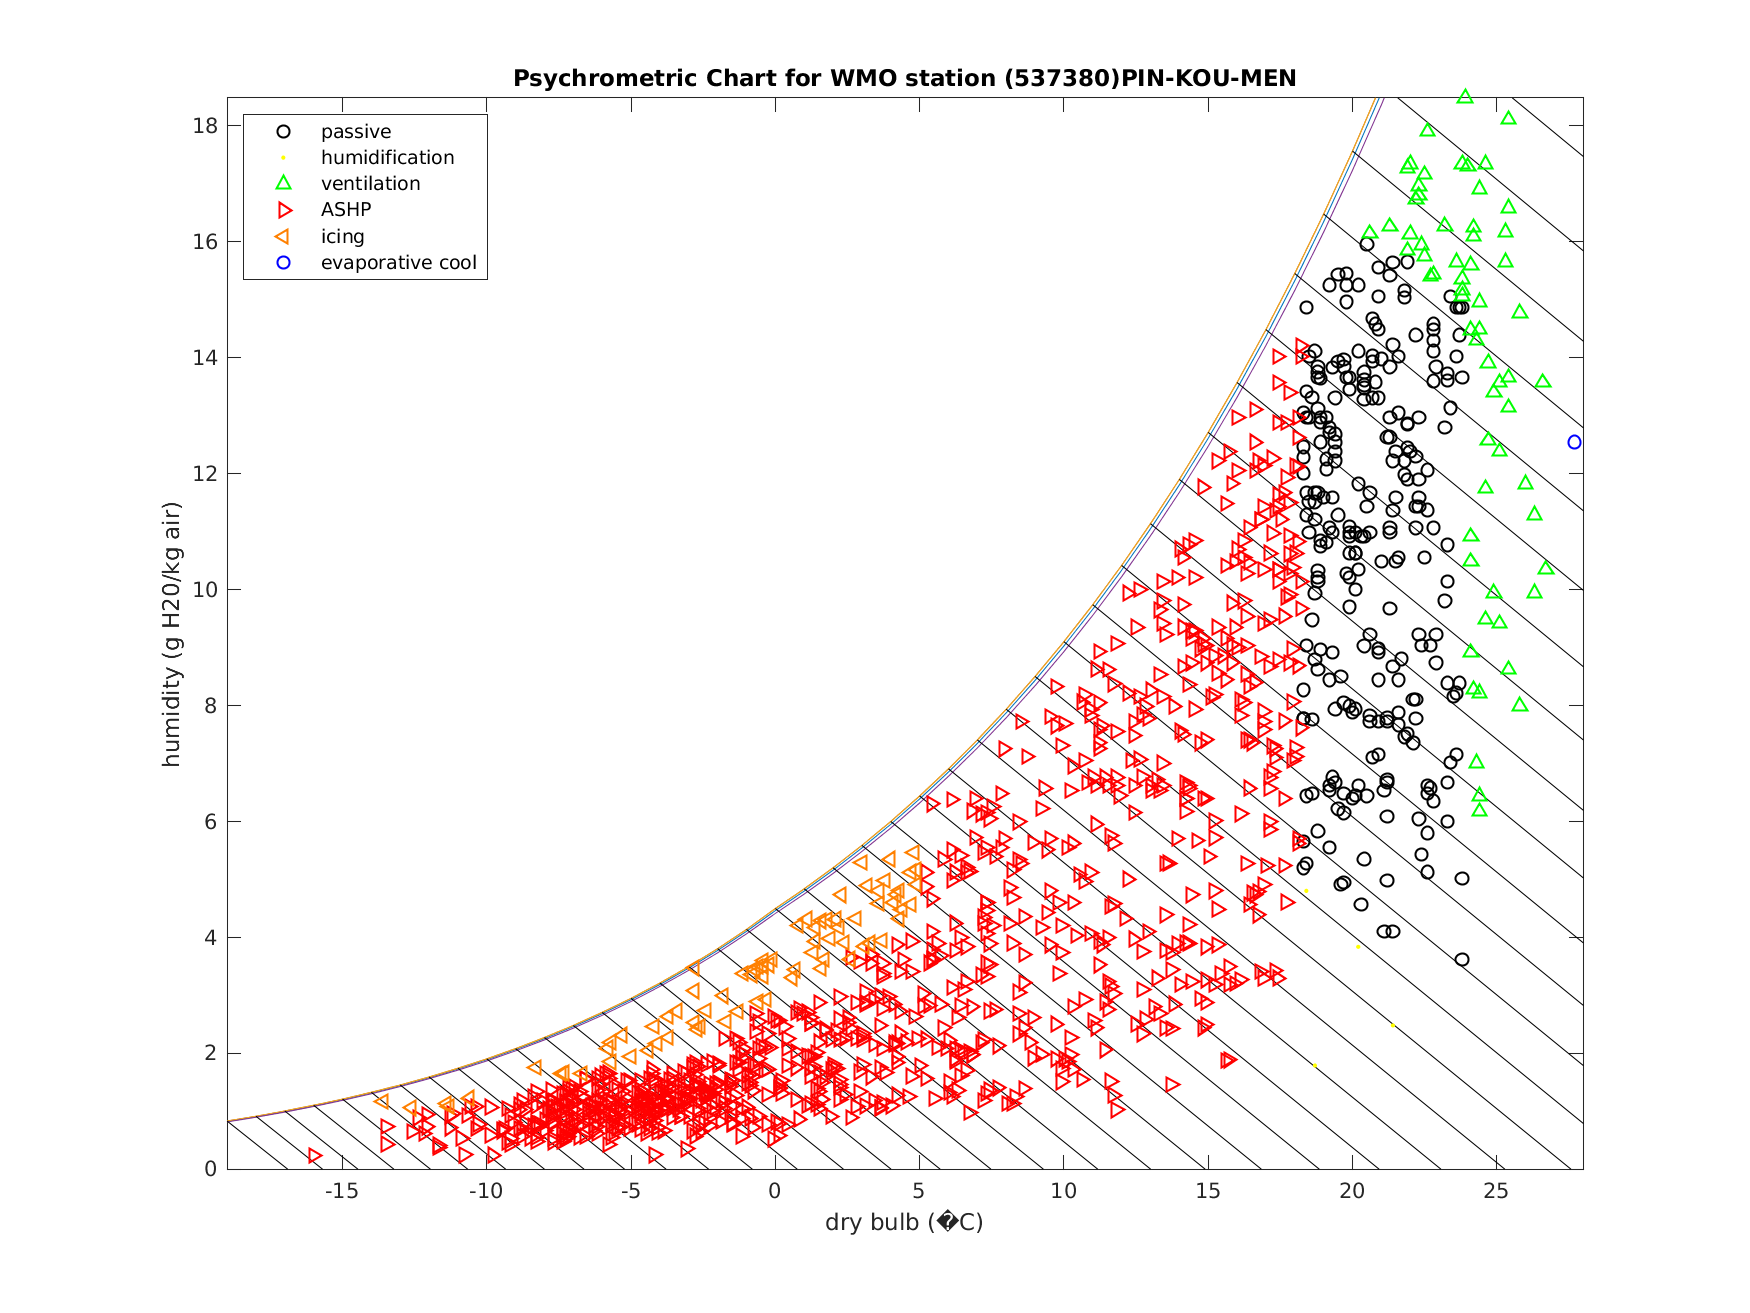 Psychrometric Chart for WMO station (537380)PIN-KOU-MEN
passive
humidification
ventilation
ASHP
icing
evaporative cool
humidity (g H20/kg air)
18
16
14
12
10
8
6
4
2
0
-15
-10
-5
0
5
10
15
20
25
dry bulb (�C)